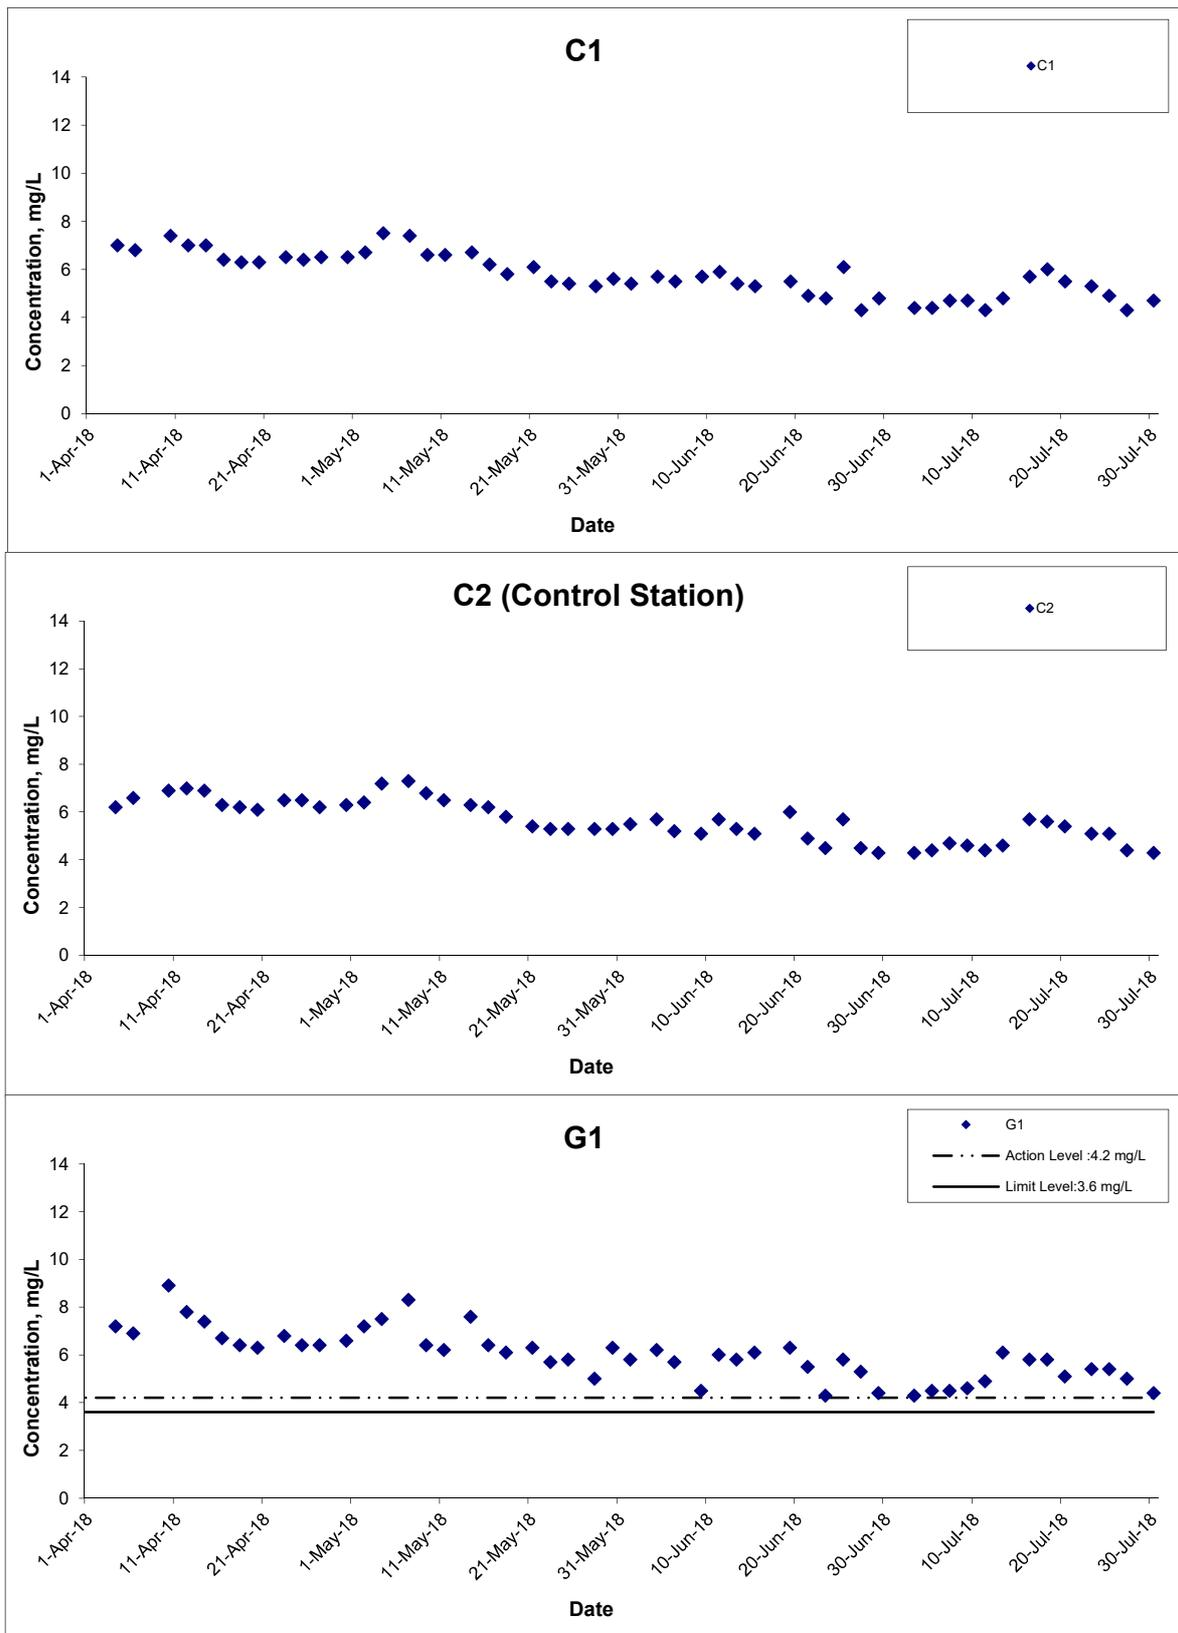 C1
C1
14
12
10
8
6
4
2
0
Concentration, mg/L
1-Apr-18
11-Apr-18
21-Apr-18
1-May-18
11-May-18
21-May-18
31-May-18
10-Jun-18
20-Jun-18
30-Jun-18
10-Jul-18
20-Jul-18
30-Jul-18
Date
C2 (Control Station)
C2
14
12
10
8
6
4
2
0
Concentration, mg/L
1-Apr-18
11-Apr-18
21-Apr-18
1-May-18
11-May-18
21-May-18
31-May-18
10-Jun-18
20-Jun-18
30-Jun-18
10-Jul-18
20-Jul-18
30-Jul-18
Date
G1
G1
Action Level :4.2 mg/L
Limit Level:3.6 mg/L
14
12
10
8
6
4
2
0
Concentration, mg/L
1-Apr-18
11-Apr-18
21-Apr-18
1-May-18
11-May-18
21-May-18
31-May-18
10-Jun-18
20-Jun-18
30-Jun-18
10-Jul-18
20-Jul-18
30-Jul-18
Date